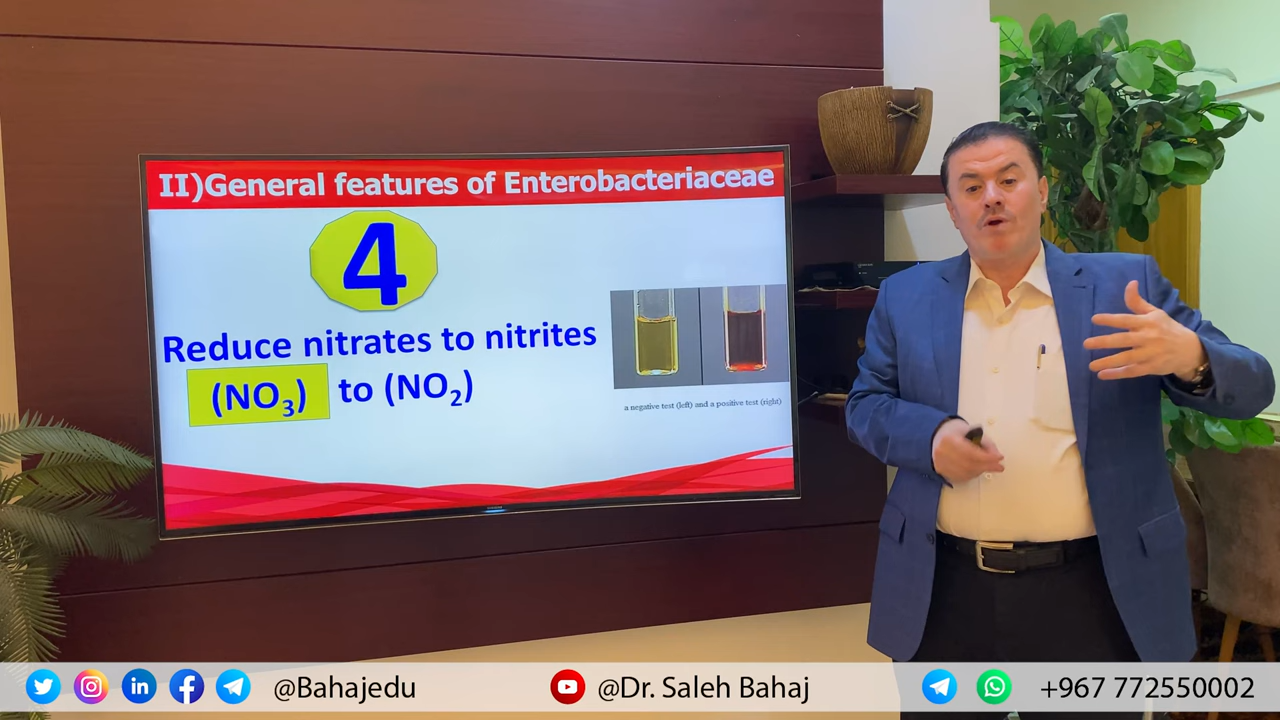 II)General features of Enterobacteriaceae
4
Reduce nitrates to nitrites
(NO₃) to (NO₂)
a negative test (left) and a positive test (right)
@Bahajedu
@Dr. Saleh Bahaj
+967 772550002